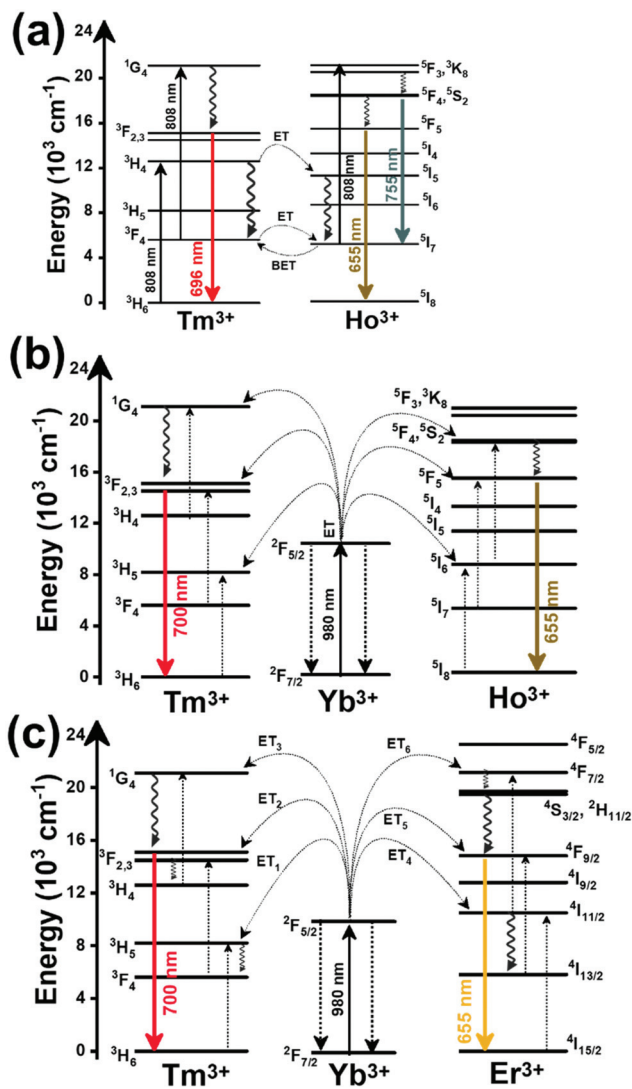 (a)
Energy (10³ cm⁻¹)
24
20
16
12
8
4
0
¹G₄
³F₂,₃
³H₄
³H₅
³F₄
³H₆
808 nm
808 nm
696 nm
Tm³⁺
ET
ET
BET
808 nm
655 nm
755 nm
⁵F₃,³K₈
⁵F₄,⁵S₂
⁵F₅
⁵I₄
⁵I₅
⁵I₆
⁵I₇
⁵I₈
Ho³⁺
(b)
Energy (10³ cm⁻¹)
24
20
16
12
8
4
0
¹G₄
³F₂,₃
³H₄
³H₅
³F₄
³H₆
700 nm
Tm³⁺
ET
²F₅/₂
980 nm
²F₇/₂
Yb³⁺
⁵F₃,³K₈
⁵F₄,⁵S₂
⁵F₅
⁵I₄
⁵I₅
⁵I₆
⁵I₇
⁵I₈
655 nm
Ho³⁺
(c)
Energy (10³ cm⁻¹)
24
20
16
12
8
4
0
¹G₄
³F₂,₃
³H₄
³H₅
³F₄
³H₆
700 nm
Tm³⁺
ET₃
ET₂
ET₁
ET₆
ET₅
ET₄
²F₅/₂
980 nm
²F₇/₂
Yb³⁺
⁴F₅/₂
⁴F₇/₂
⁴S₃/₂, ²H₁₁/₂
⁴F₉/₂
⁴I₉/₂
⁴I₁₁/₂
⁴I₁₃/₂
⁴I₁₅/₂
655 nm
Er³⁺